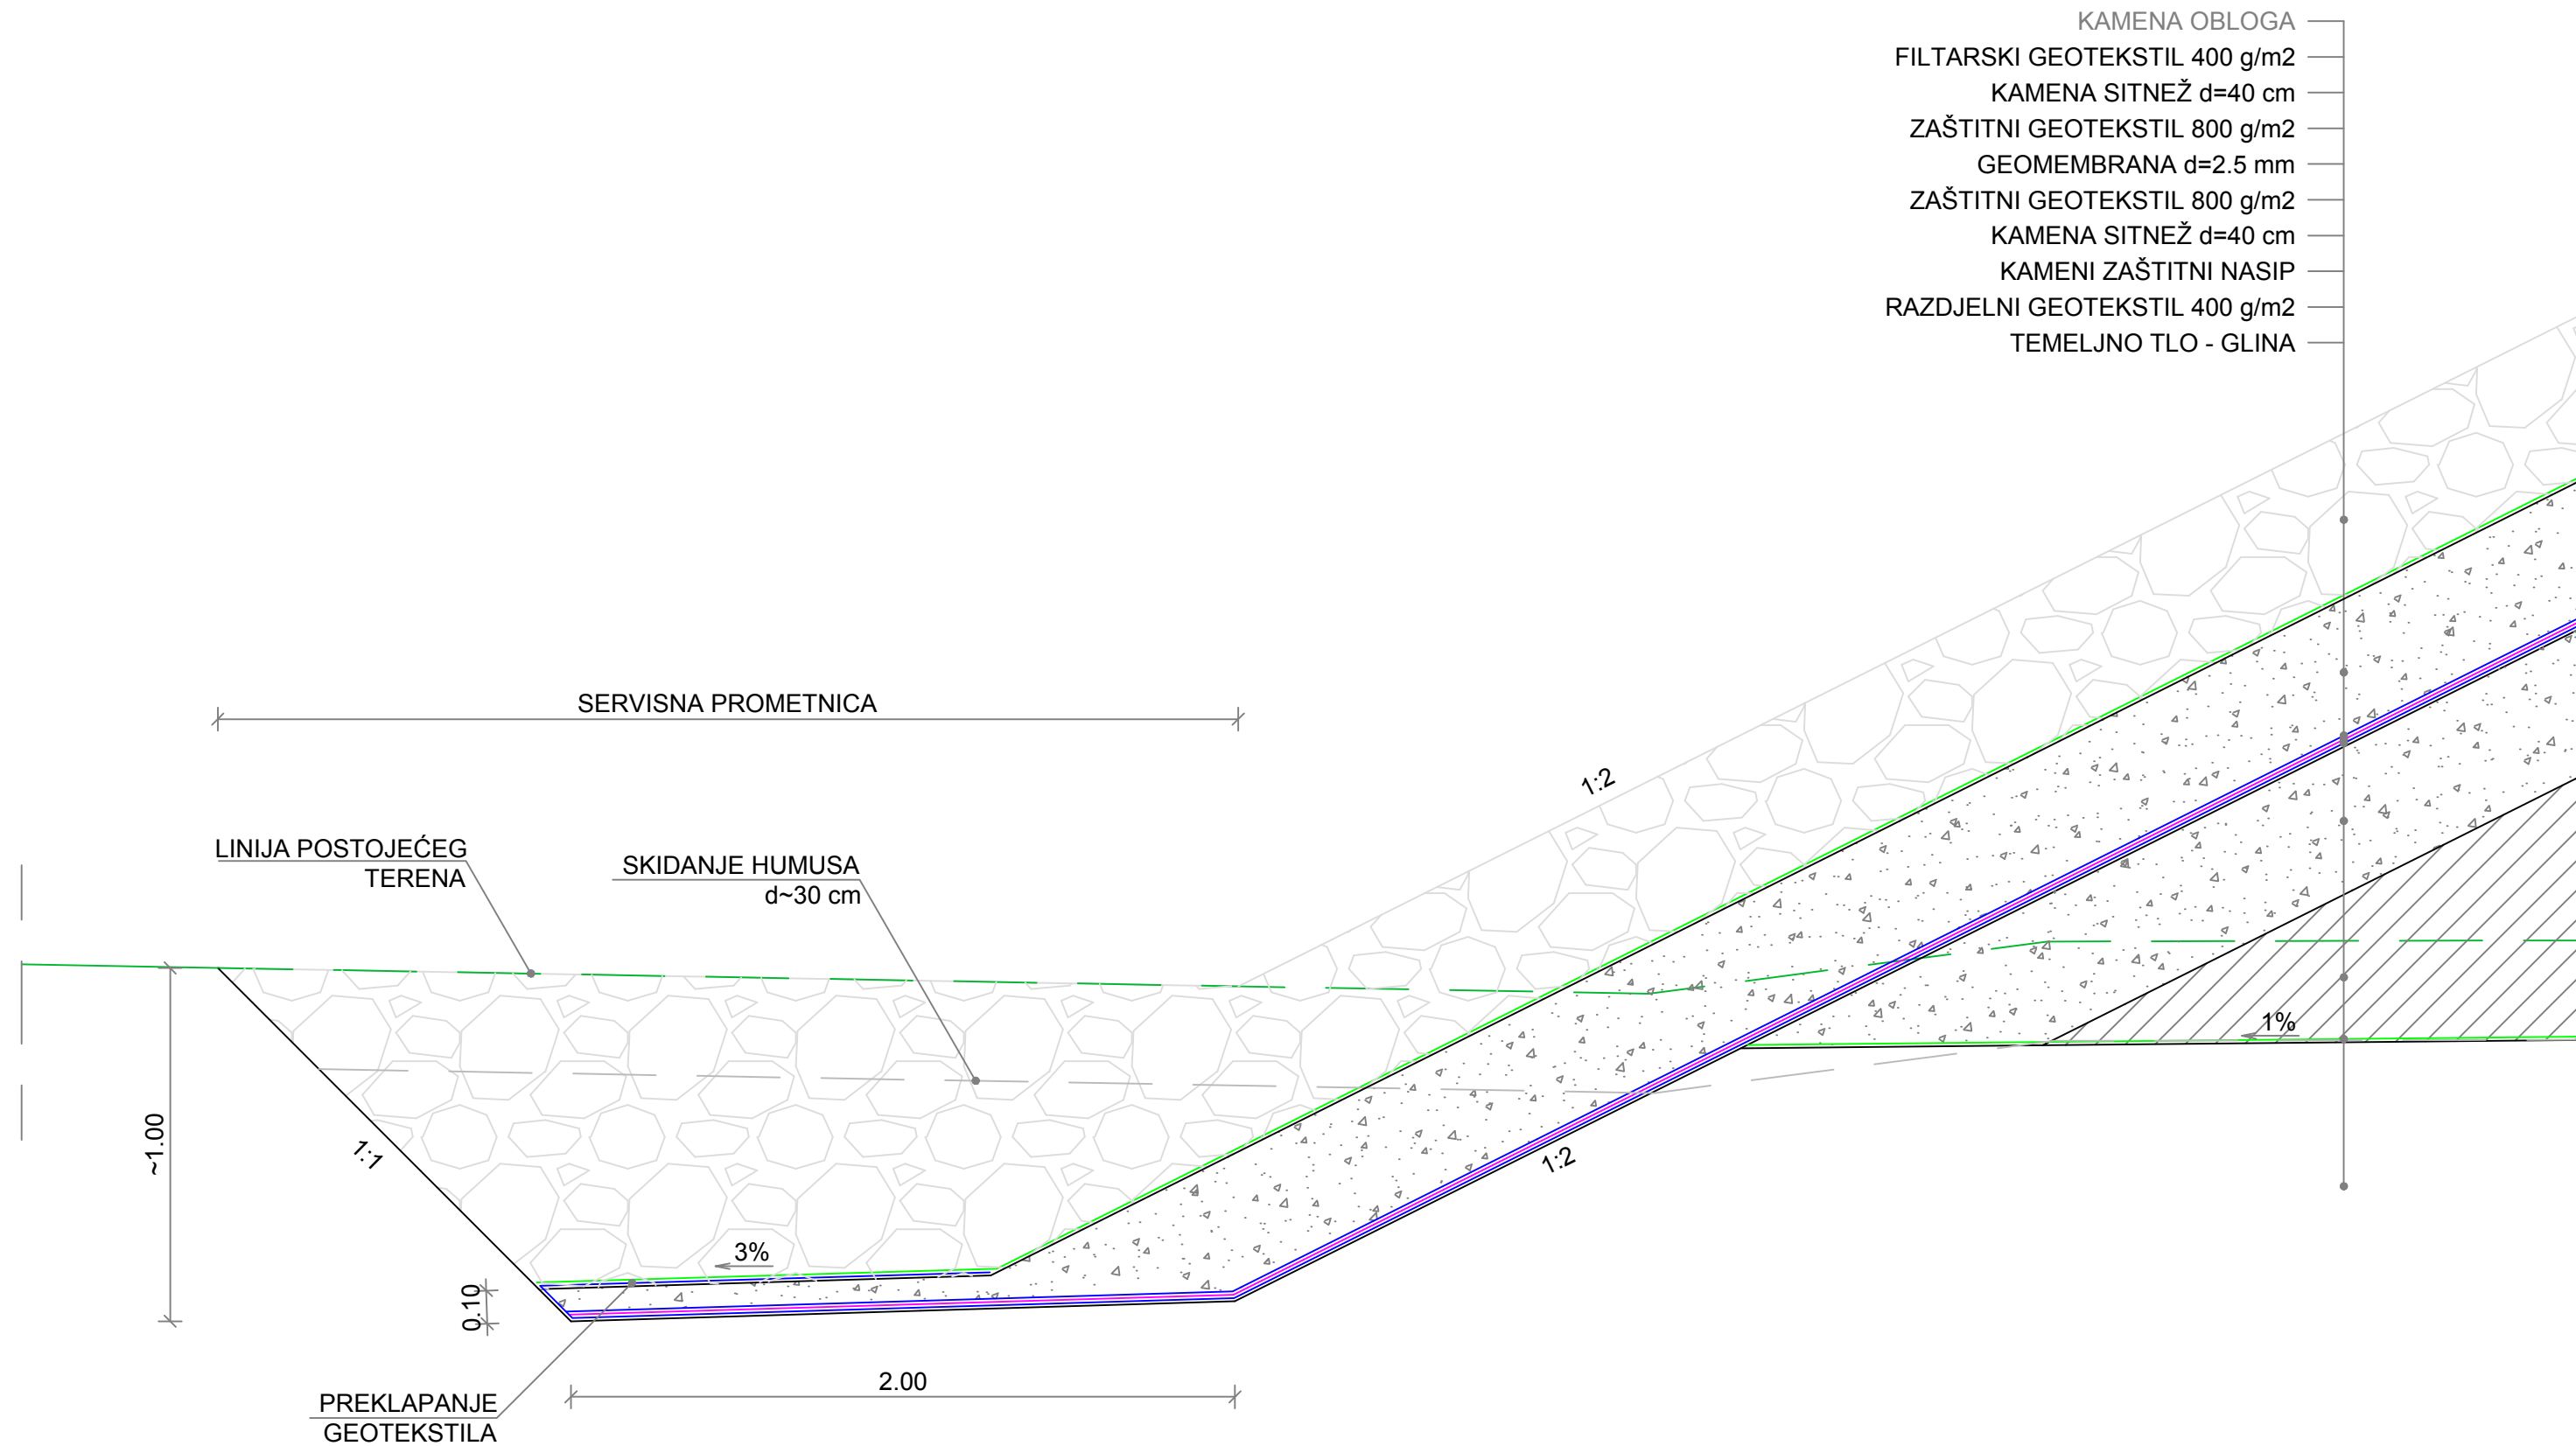 KAMENA OBLOGA
FILTARSKI GEOTEKSTIL 400 g/m2
KAMENA SITNEŽ d=40 cm
ZAŠTITNI GEOTEKSTIL 800 g/m2
GEOMEMBRANA d=2.5 mm
ZAŠTITNI GEOTEKSTIL 800 g/m2
KAMENA SITNEŽ d=40 cm
KAMENI ZAŠTITNI NASIP
RAZDJELNI GEOTEKSTIL 400 g/m2
TEMELJNO TLO - GLINA
SERVISNA PROMETNICA
1:2
LINIJA POSTOJEĆEG
TERENA
SKIDANJE HUMUSA
d~30 cm
1%
~1.00
1:1
1:2
3%
0.10
2.00
PREKLAPANJE
GEOTEKSTILA